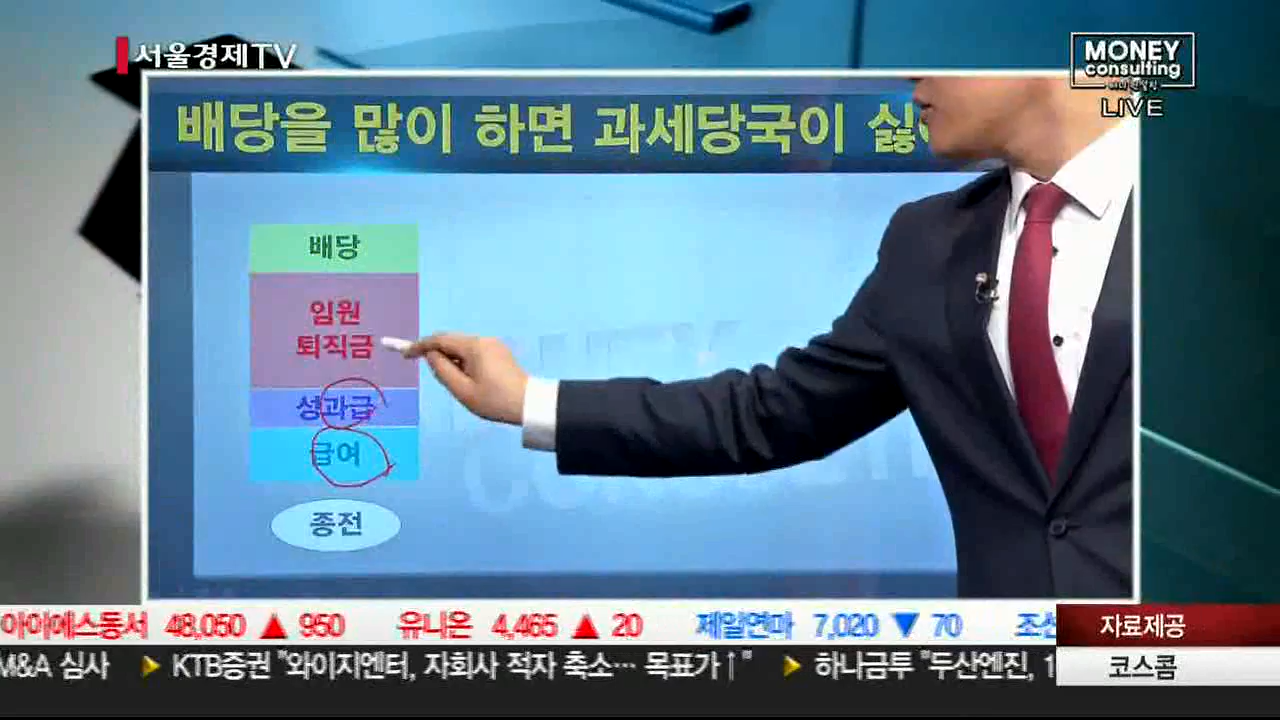 서울경제TV
MONEY
consulting
LIVE
배당을 많이 하면 과세당국이
배당
임원
퇴직금
성과급
급여
종전
아이에스동서 48,050 ▲ 950 유니온 4,465 ▲ 20 제일연마 7,020 ▼ 70 조선
자료제공
M&A 심사 ▶ KTB증권 "와이지엔터, 자회사 적자 축소… 목표가↑" ▶ 하나금투 "두산엔진, 1
코스콤